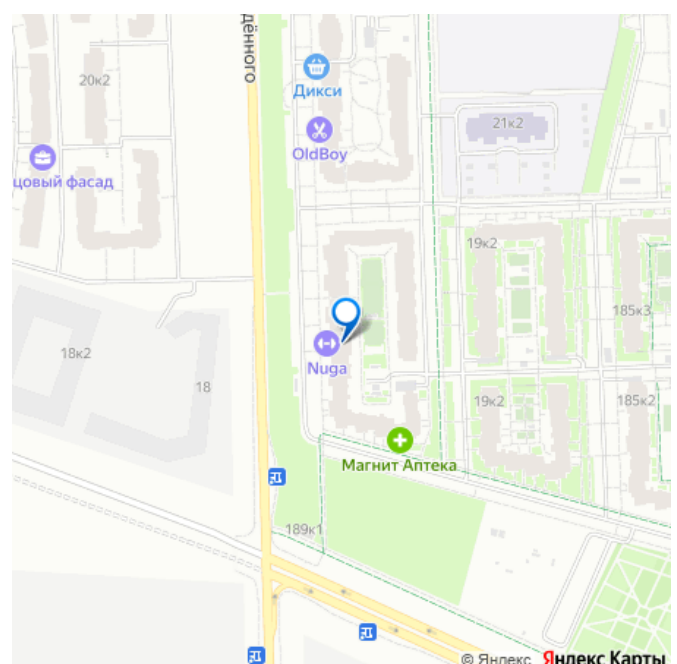 дённого
20к2
Дикси
21к2
OldBoy
цовый фасад
19к2
185к3
18к2
Nuga
18
19к2
185к2
Магнит Аптека
189к1
© Яндекс Яндекс Карты